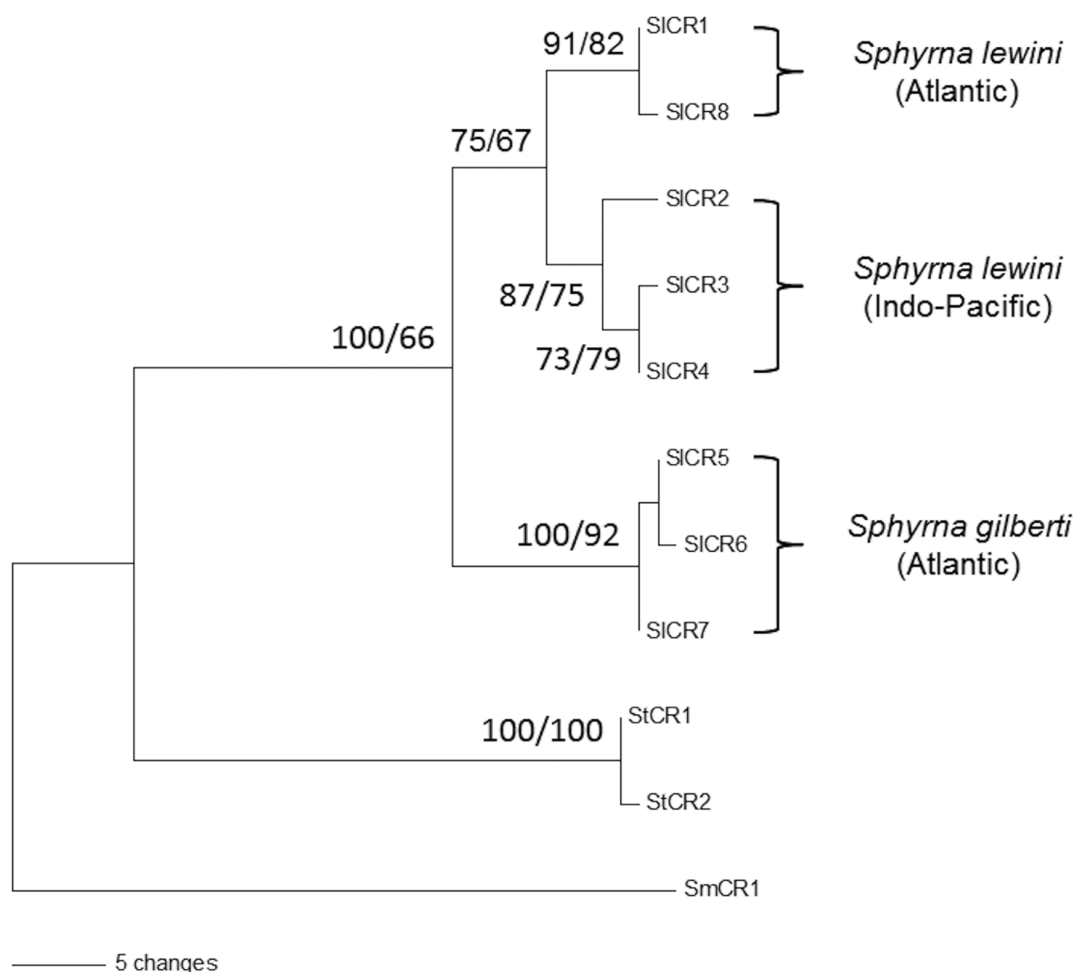 91/82
SlCR1
Sphyrna lewini
(Atlantic)
SlCR8
75/67
SlCR2
Sphyrna lewini
(Indo-Pacific)
SlCR3
87/75
100/66
73/79
SlCR4
SlCR5
Sphyrna gilberti
(Atlantic)
100/92
SlCR6
SlCR7
StCR1
100/100
StCR2
SmCR1
5 changes